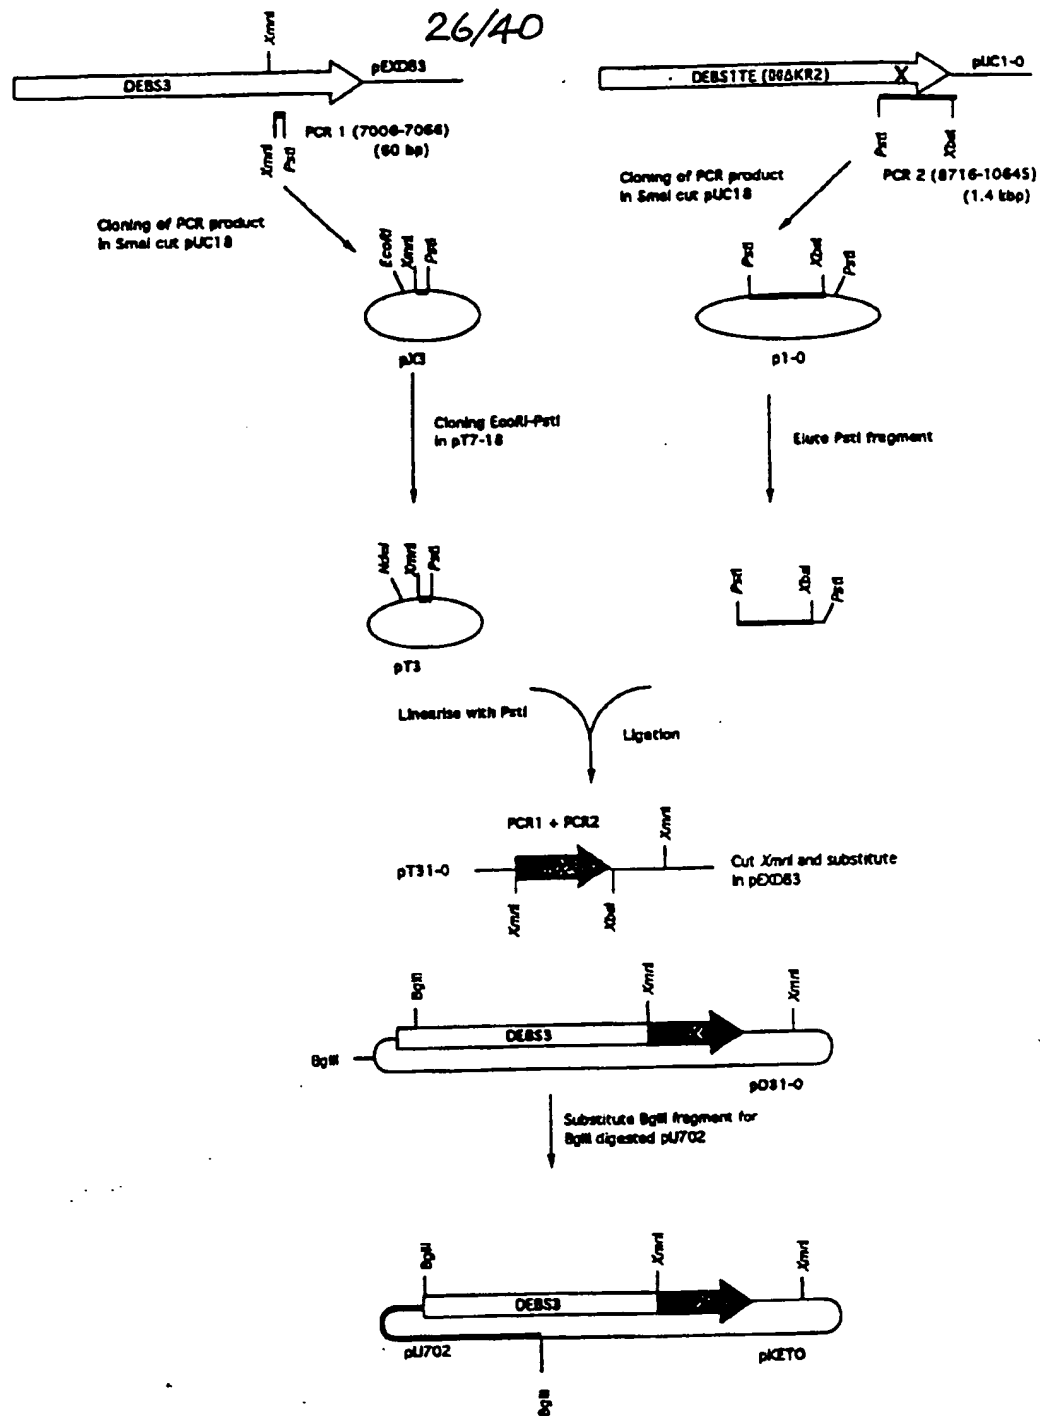 26/40
XmnI
pEXD83
DEBS3
PCR 1 (7006-7066)
(60 bp)
XmnI
PstI
Cloning of PCR product
in SmaI cut pUC18
EcoRI
XmnI
PstI
pX3
Cloning EcoRI-PstI
in pT7-18
NdeI
XmnI
PstI
pT3
pUC1-0
X
PstI
XbaI
PCR 2 (8716-10645)
(1.4 kbp)
Cloning of PCR product
in SmaI cut pUC18
PstI
XbaI
PstI
p1-0
Elute PstI fragment
PstI
XbaI
PstI
Linearise with PstI
Ligation
PCR1 + PCR2
XmnI
pT31-0
Cut XmnI and substitute
in pEXD83
XmnI
XbaI
BglII
XmnI
XmnI
DEBS3
BglII
pD31-0
Substitute BglII fragment for
BglII digested pIJ702
BglII
XmnI
XmnI
DEBS3
pIJ702
pKETO
BglII